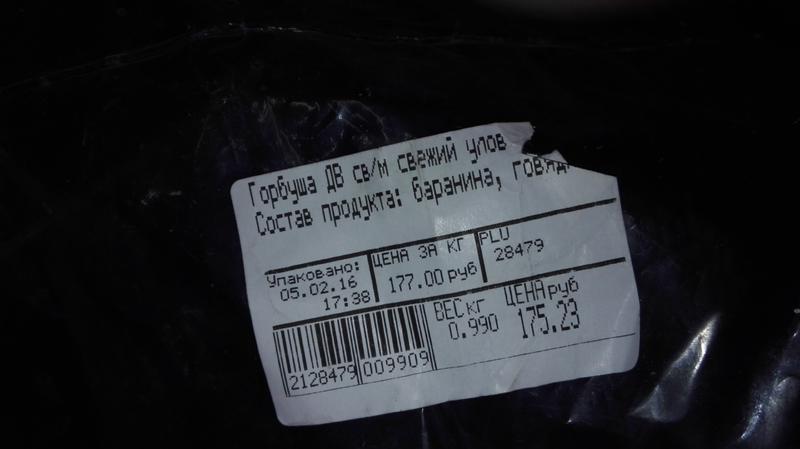 Горбуша ДВ св/м свежий улов
Состав продукта: баранина,
Упаковано:
05.02.16
17:38
ЦЕНА ЗА КГ
177.00 руб
PLU
28479
ВЕС кг
0.990
ЦЕНА руб
175.23
2128479 009909